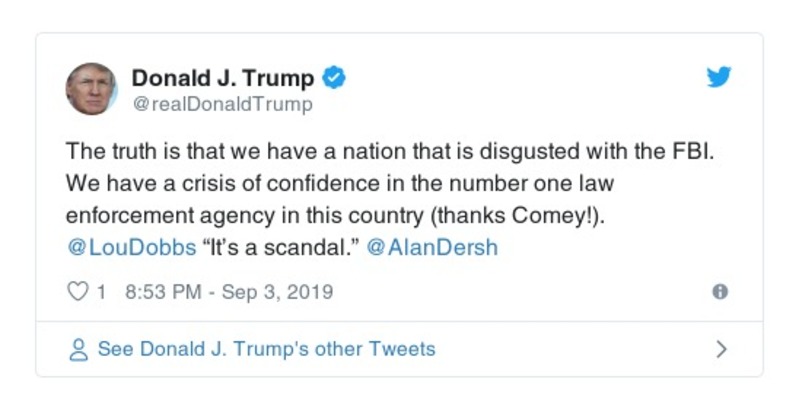 Donald J. Trump
@realDonaldTrump
The truth is that we have a nation that is disgusted with the FBI.
We have a crisis of confidence in the number one law
enforcement agency in this country (thanks Comey!).
@LouDobbs “It’s a scandal.” @AlanDersh
1 8:53 PM - Sep 3, 2019
See Donald J. Trump's other Tweets